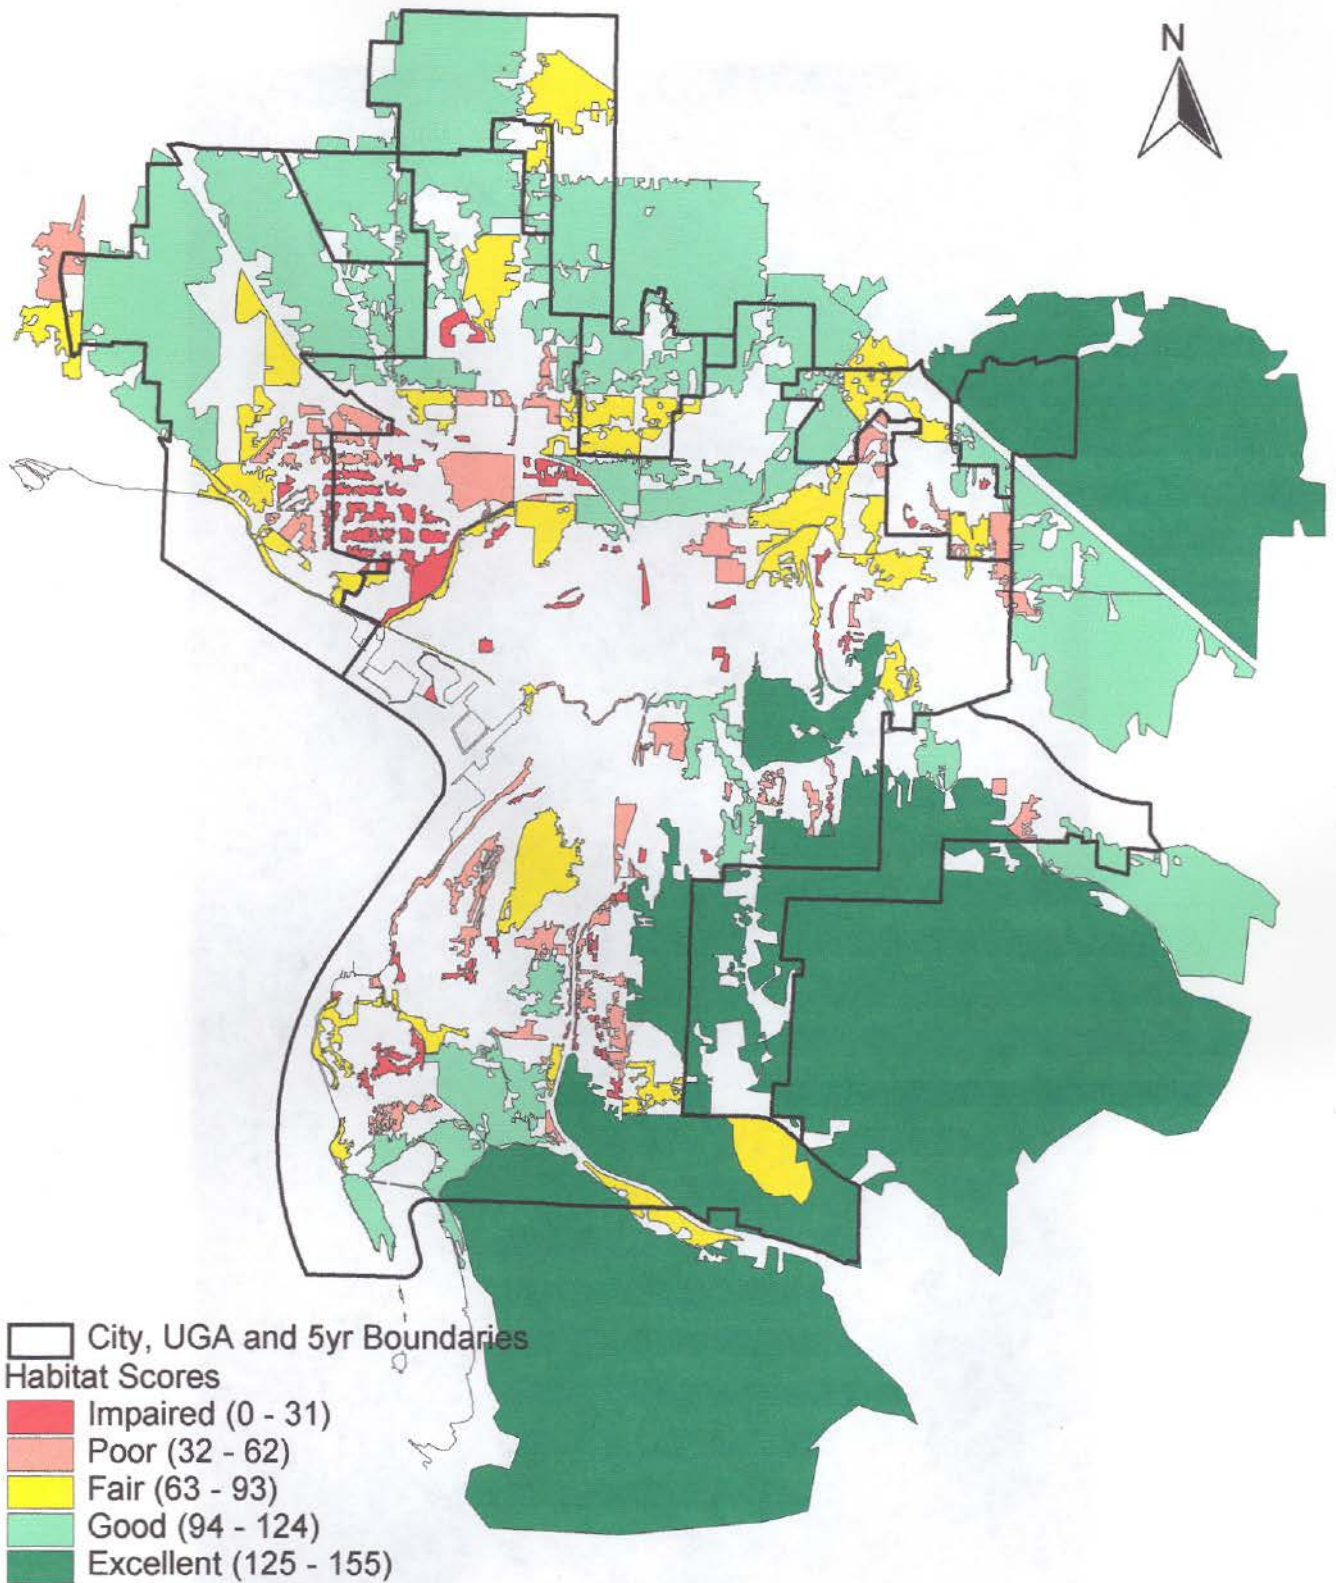 N
City, UGA and 5yr Boundaries
Habitat Scores
Impaired (0 - 31)
Poor (32 - 62)
Fair (63 - 93)
Good (94 - 124)
Excellent (125 - 155)